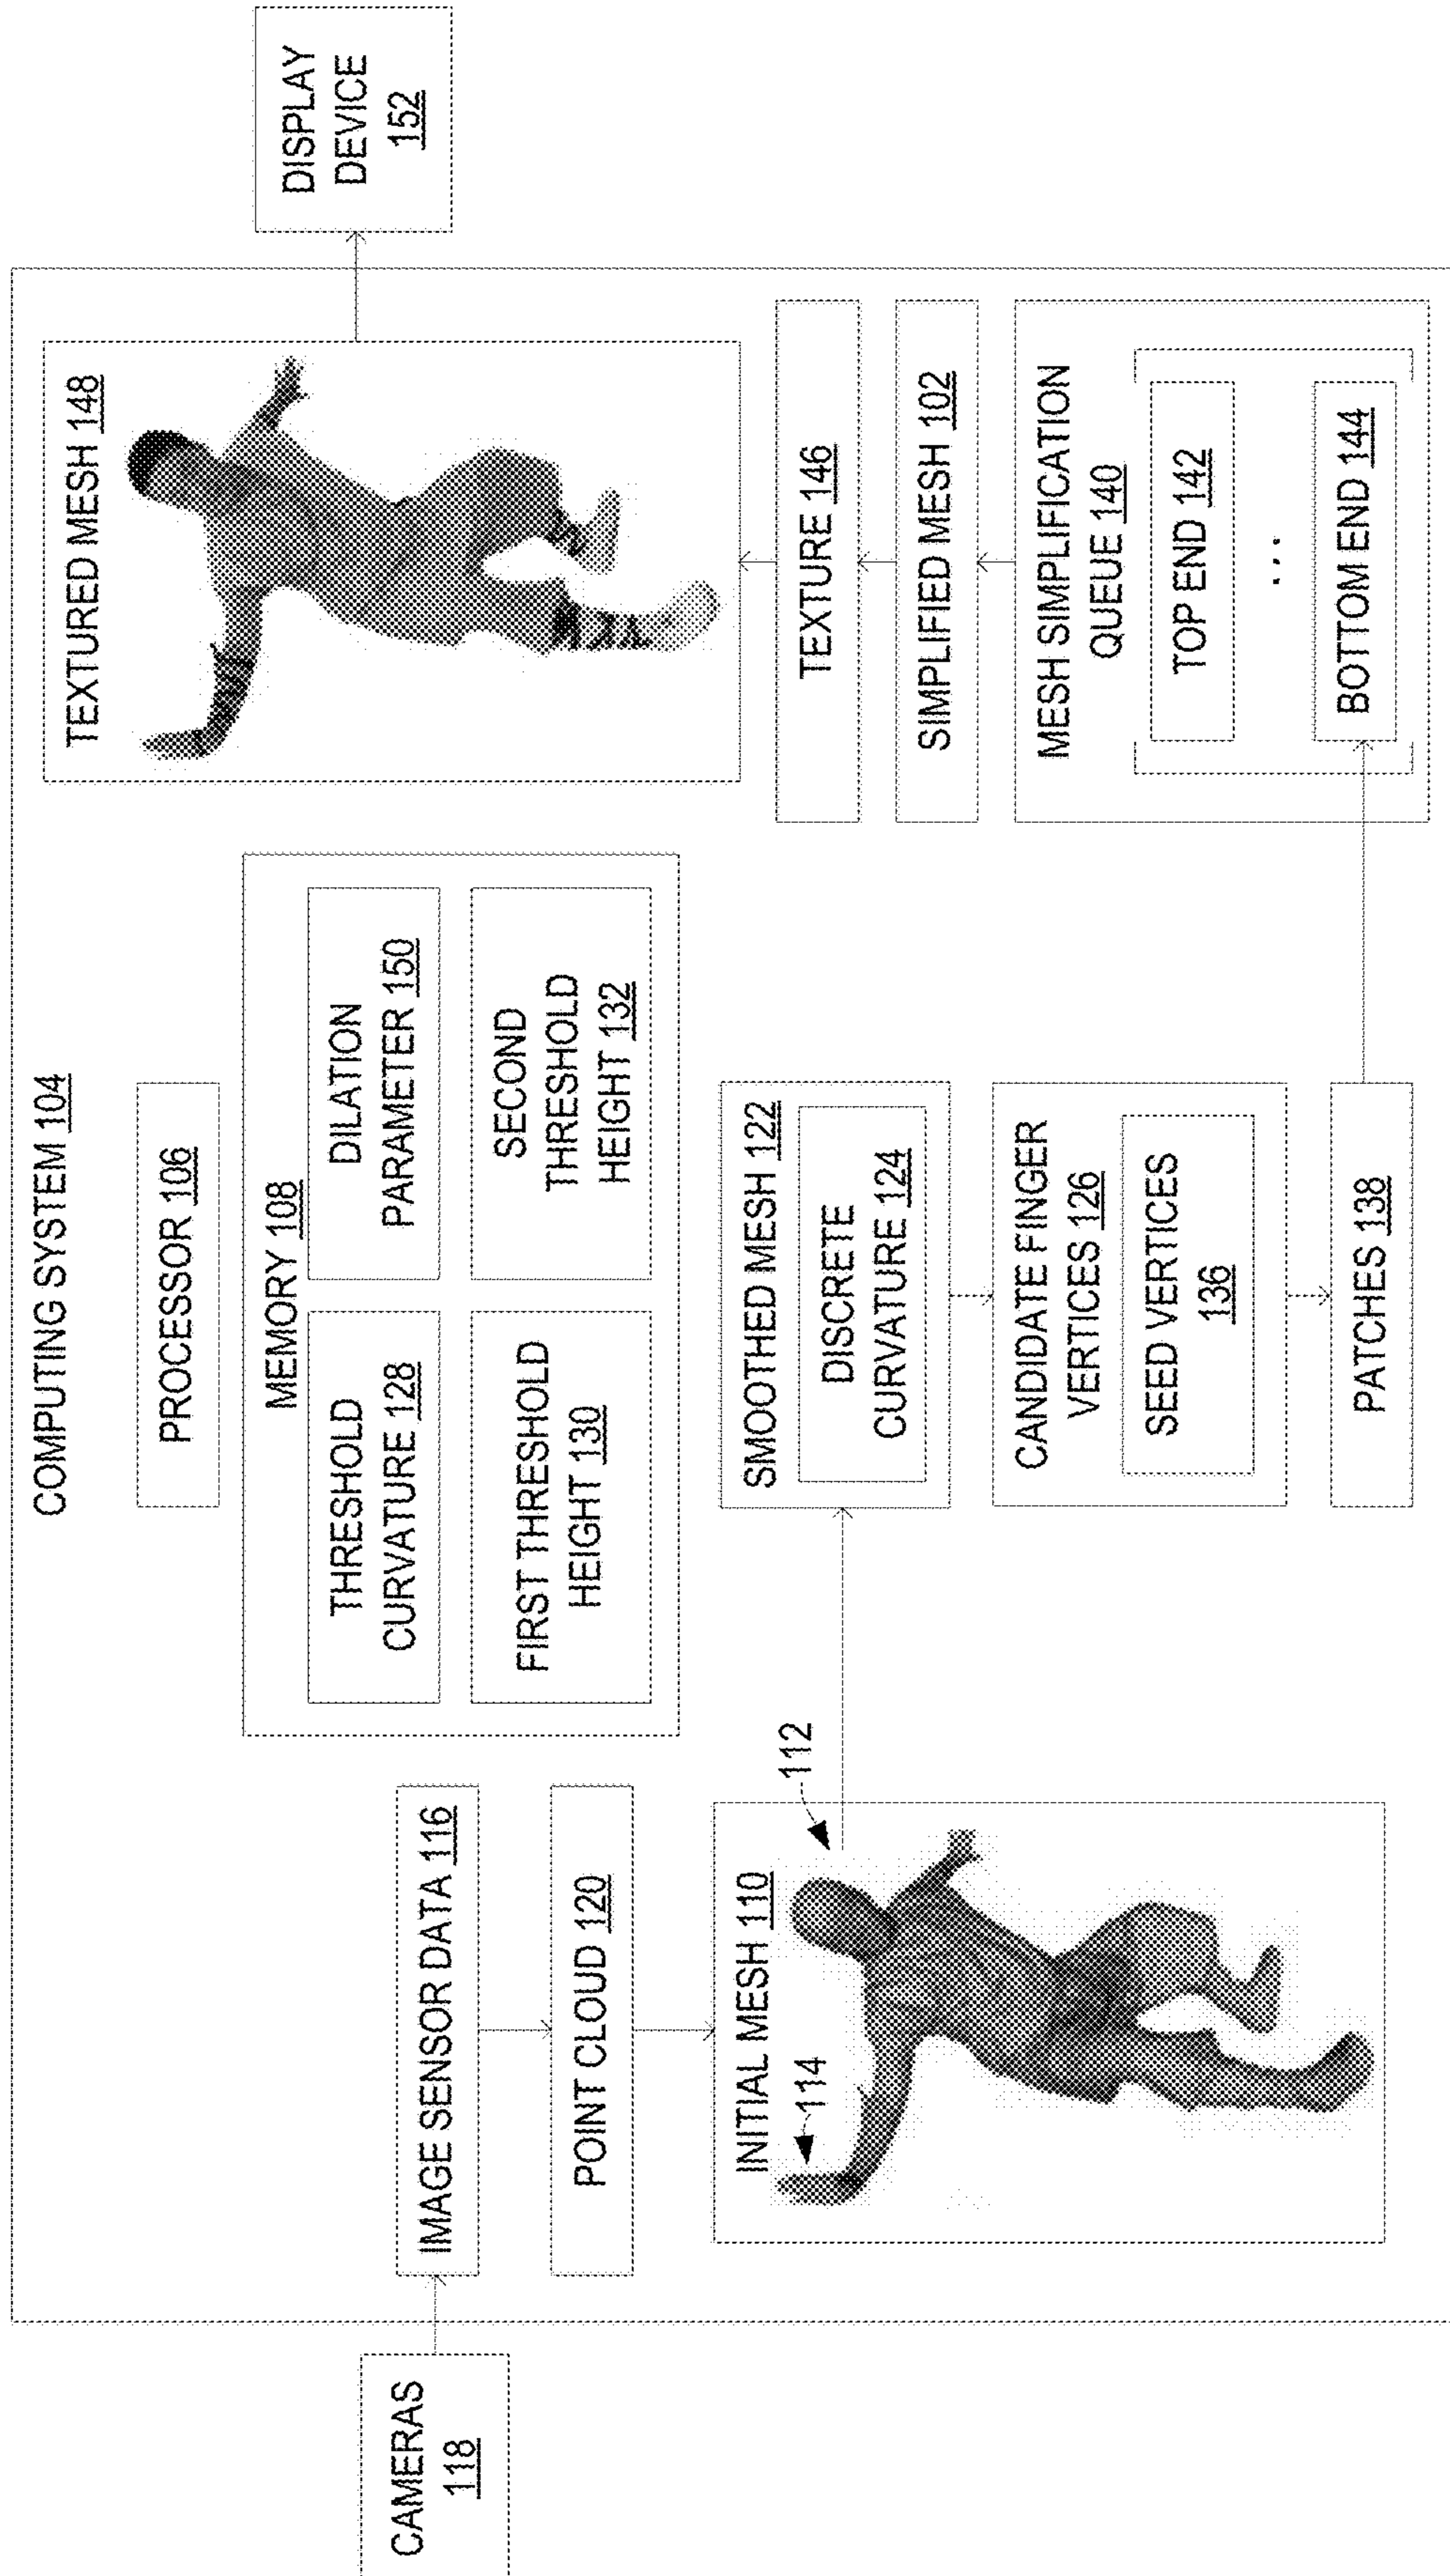 COMPUTING SYSTEM 104
CAMERAS
118
IMAGE SENSOR DATA 116
POINT CLOUD 120
INITIAL MESH 110
114
112
PROCESSOR 106
MEMORY 108
THRESHOLD
CURVATURE 128
DILATION
PARAMETER 150
FIRST THRESHOLD
HEIGHT 130
SECOND
THRESHOLD
HEIGHT 132
SMOOTHED MESH 122
DISCRETE
CURVATURE 124
CANDIDATE FINGER
VERTICES 126
SEED VERTICES
136
PATCHES 138
TEXTURED MESH 148
TEXTURE 146
SIMPLIFIED MESH 102
MESH SIMPLIFICATION
QUEUE 140
TOP END 142
...
BOTTOM END 144
DISPLAY
DEVICE
152